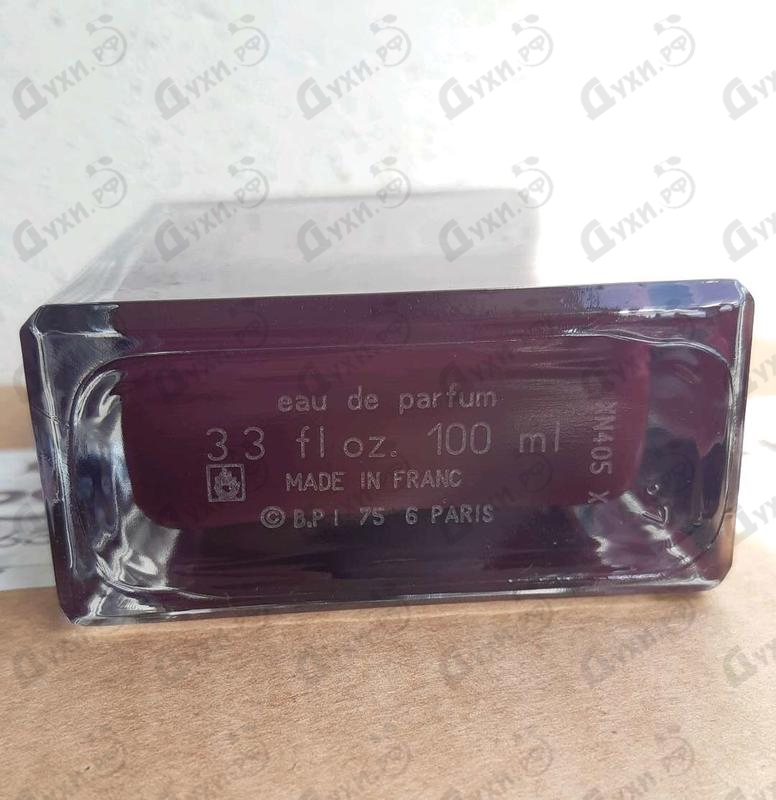 eau de parfum
3 3 fl oz. 100 ml
MADE IN FRANC
© B.P I 75 6 PARIS
XN405 X
Духи.рф